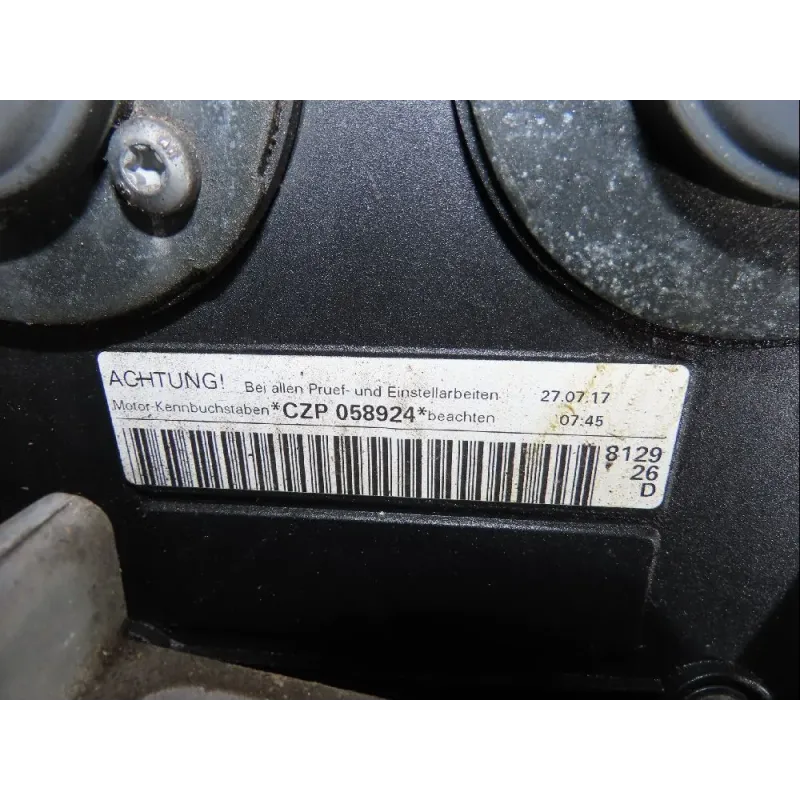 ACHTUNG! Bei allen Pruef- und Einstellarbeiten 27.07.17
Motor-Kennbuchstaben *CZP 058924* beachten 07:45
8129
26
D